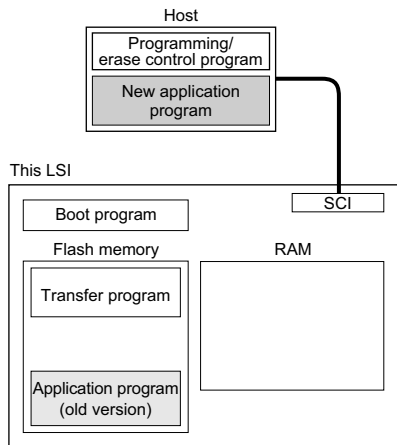 Host
Programming/
erase control program
New application
program
This LSI
SCI
Boot program
Flash memory
RAM
Transfer program
Application program
(old version)